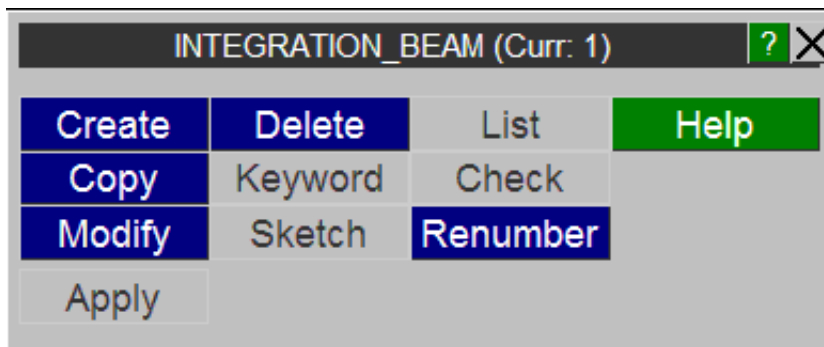 INTEGRATION_BEAM (Curr: 1) ? X
Create Delete List Help
Copy Keyword Check
Modify Sketch Renumber
Apply